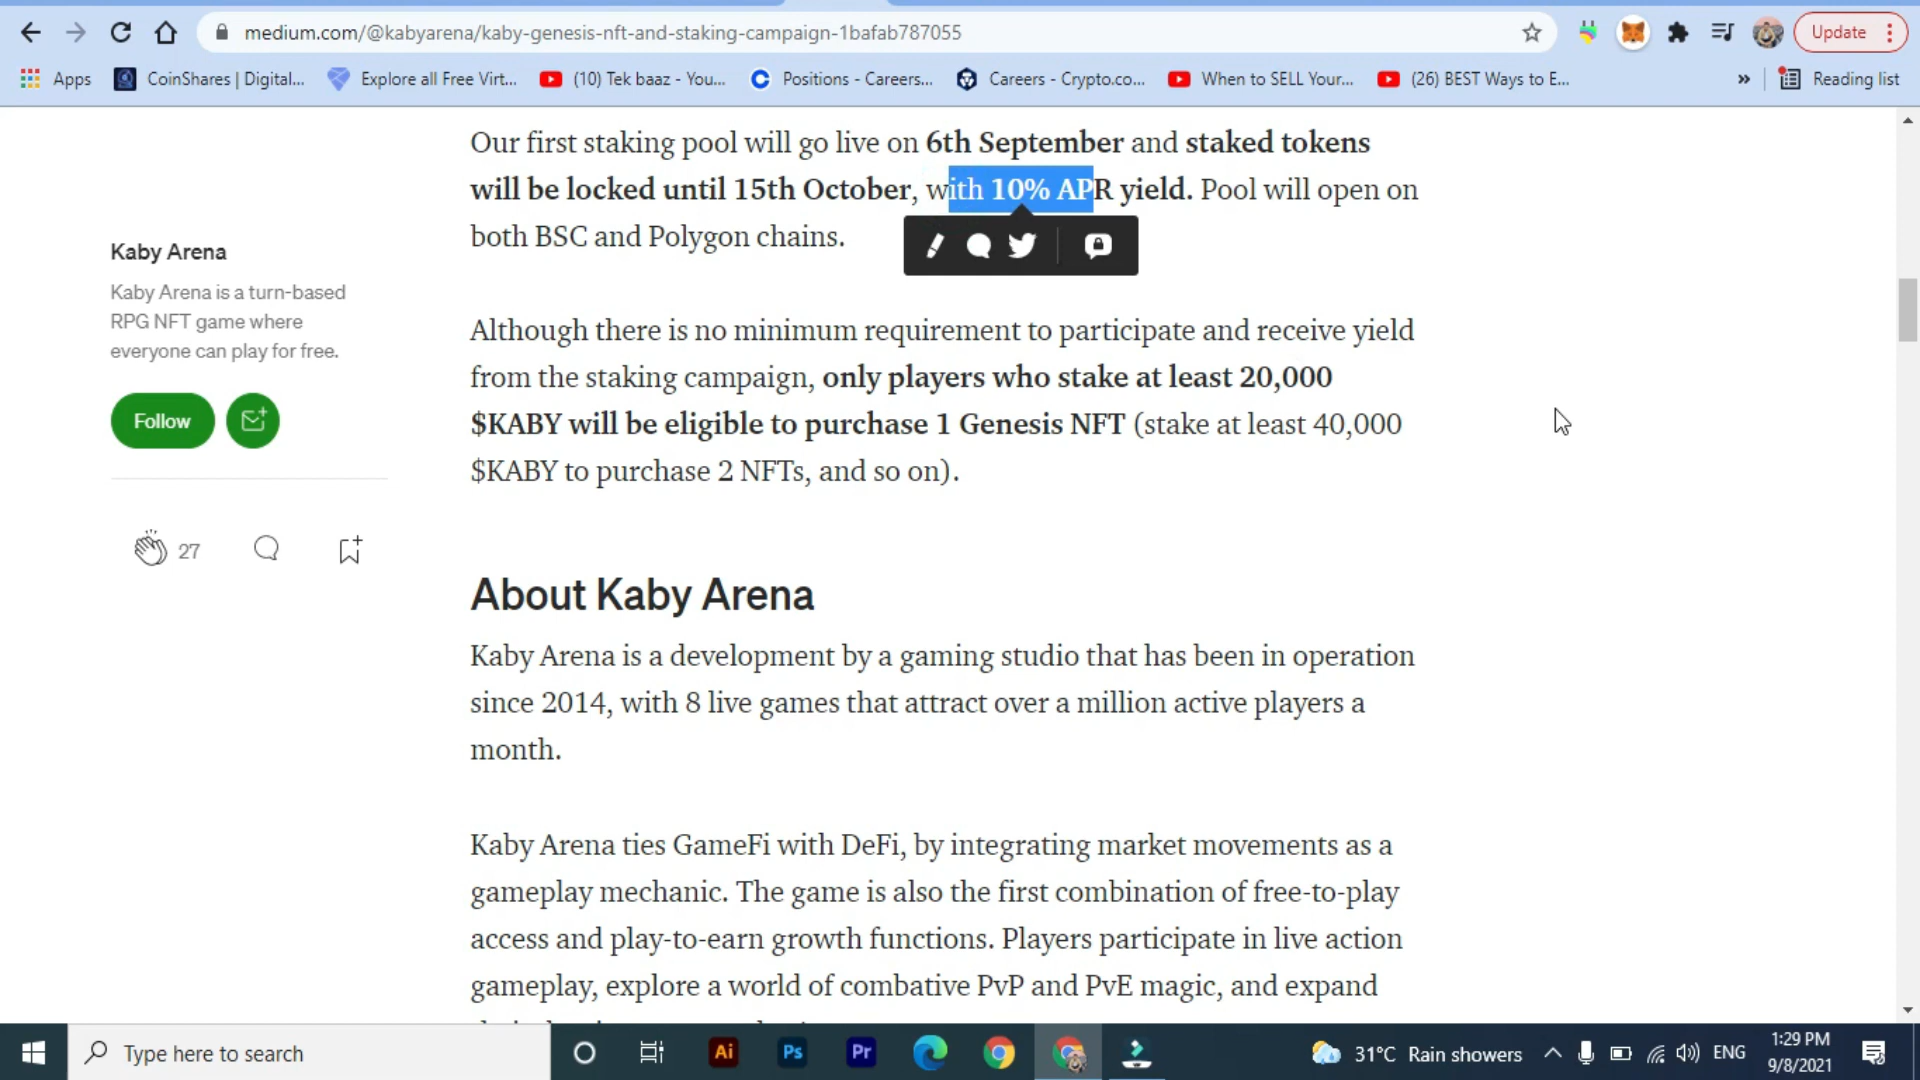 medium.com/@kabyarena/kaby-genesis-nft-and-staking-campaign-1bafab787055
Update
Apps
CoinShares | Digital...
Explore all Free Virt...
(10) Tek baaz - You...
Positions - Careers...
Careers - Crypto.co...
When to SELL Your...
(26) BEST Ways to E...
»
Reading list
Our first staking pool will go live on 6th September and staked tokens
will be locked until 15th October, with 10% APR yield. Pool will open on
both BSC and Polygon chains.
Kaby Arena
Kaby Arena is a turn-based
RPG NFT game where
everyone can play for free.
Follow
27
Although there is no minimum requirement to participate and receive yield
from the staking campaign, only players who stake at least 20,000
$KABY will be eligible to purchase 1 Genesis NFT (stake at least 40,000
$KABY to purchase 2 NFTs, and so on).
About Kaby Arena
Kaby Arena is a development by a gaming studio that has been in operation
since 2014, with 8 live games that attract over a million active players a
month.
Kaby Arena ties GameFi with DeFi, by integrating market movements as a
gameplay mechanic. The game is also the first combination of free-to-play
access and play-to-earn growth functions. Players participate in live action
gameplay, explore a world of combative PvP and PvE magic, and expand
Type here to search
Ai
Ps
Pr
31°C Rain showers
ENG
1:29 PM
9/8/2021